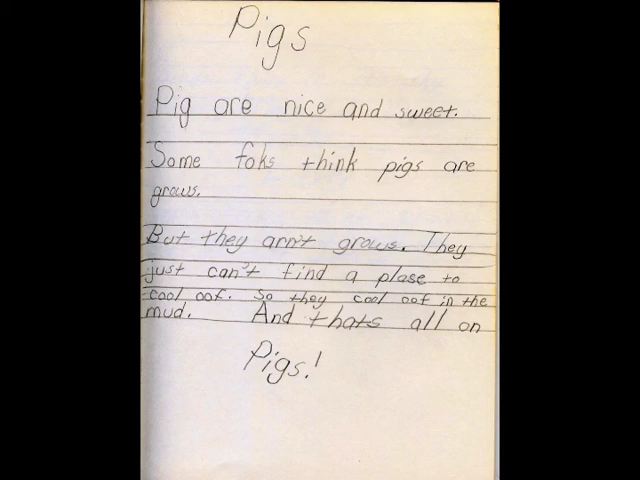 Pigs
Pig are nice and sweet.
Some foks think pigs are
grows.
But they arn't grows. They
just can't find a plase to
cool oof. So they cool oof in the
mud. And thats all on
Pigs!